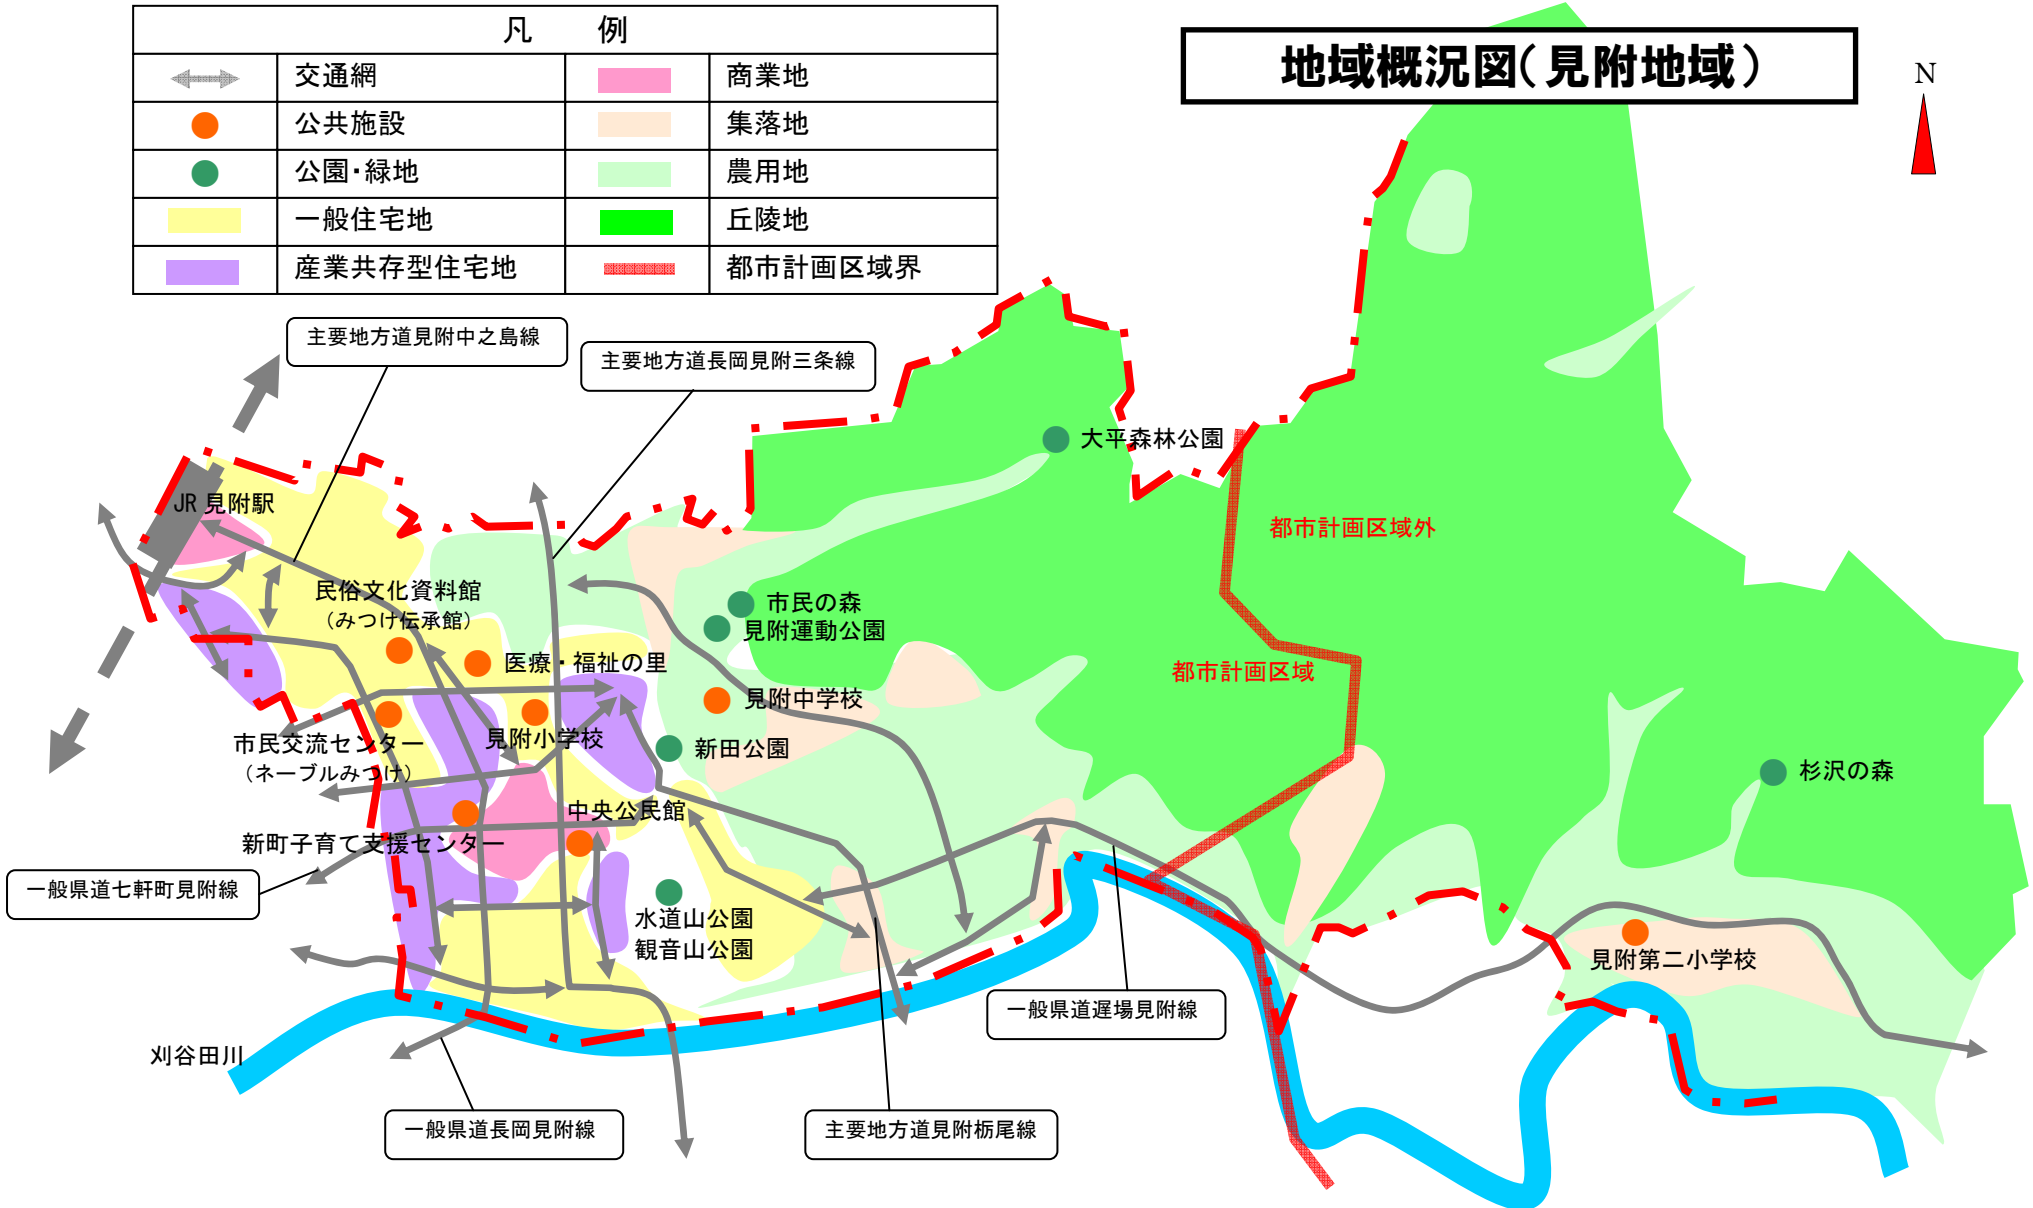 凡　例
交通網
商業地
公共施設
集落地
公園・緑地
農用地
一般住宅地
丘陵地
産業共存型住宅地
都市計画区域界
地域概況図（見附地域）
N
主要地方道見附中之島線
主要地方道長岡見附三条線
大平森林公園
JR 見附駅
都市計画区域外
民俗文化資料館
（みつけ伝承館）
市民の森
見附運動公園
医療・福祉の里
都市計画区域
見附中学校
市民交流センター
（ネーブルみつけ）
見附小学校
新田公園
杉沢の森
中央公民館
新町子育て支援センター
一般県道七軒町見附線
水道山公園
観音山公園
見附第二小学校
一般県道遅場見附線
刈谷田川
一般県道長岡見附線
主要地方道見附栃尾線